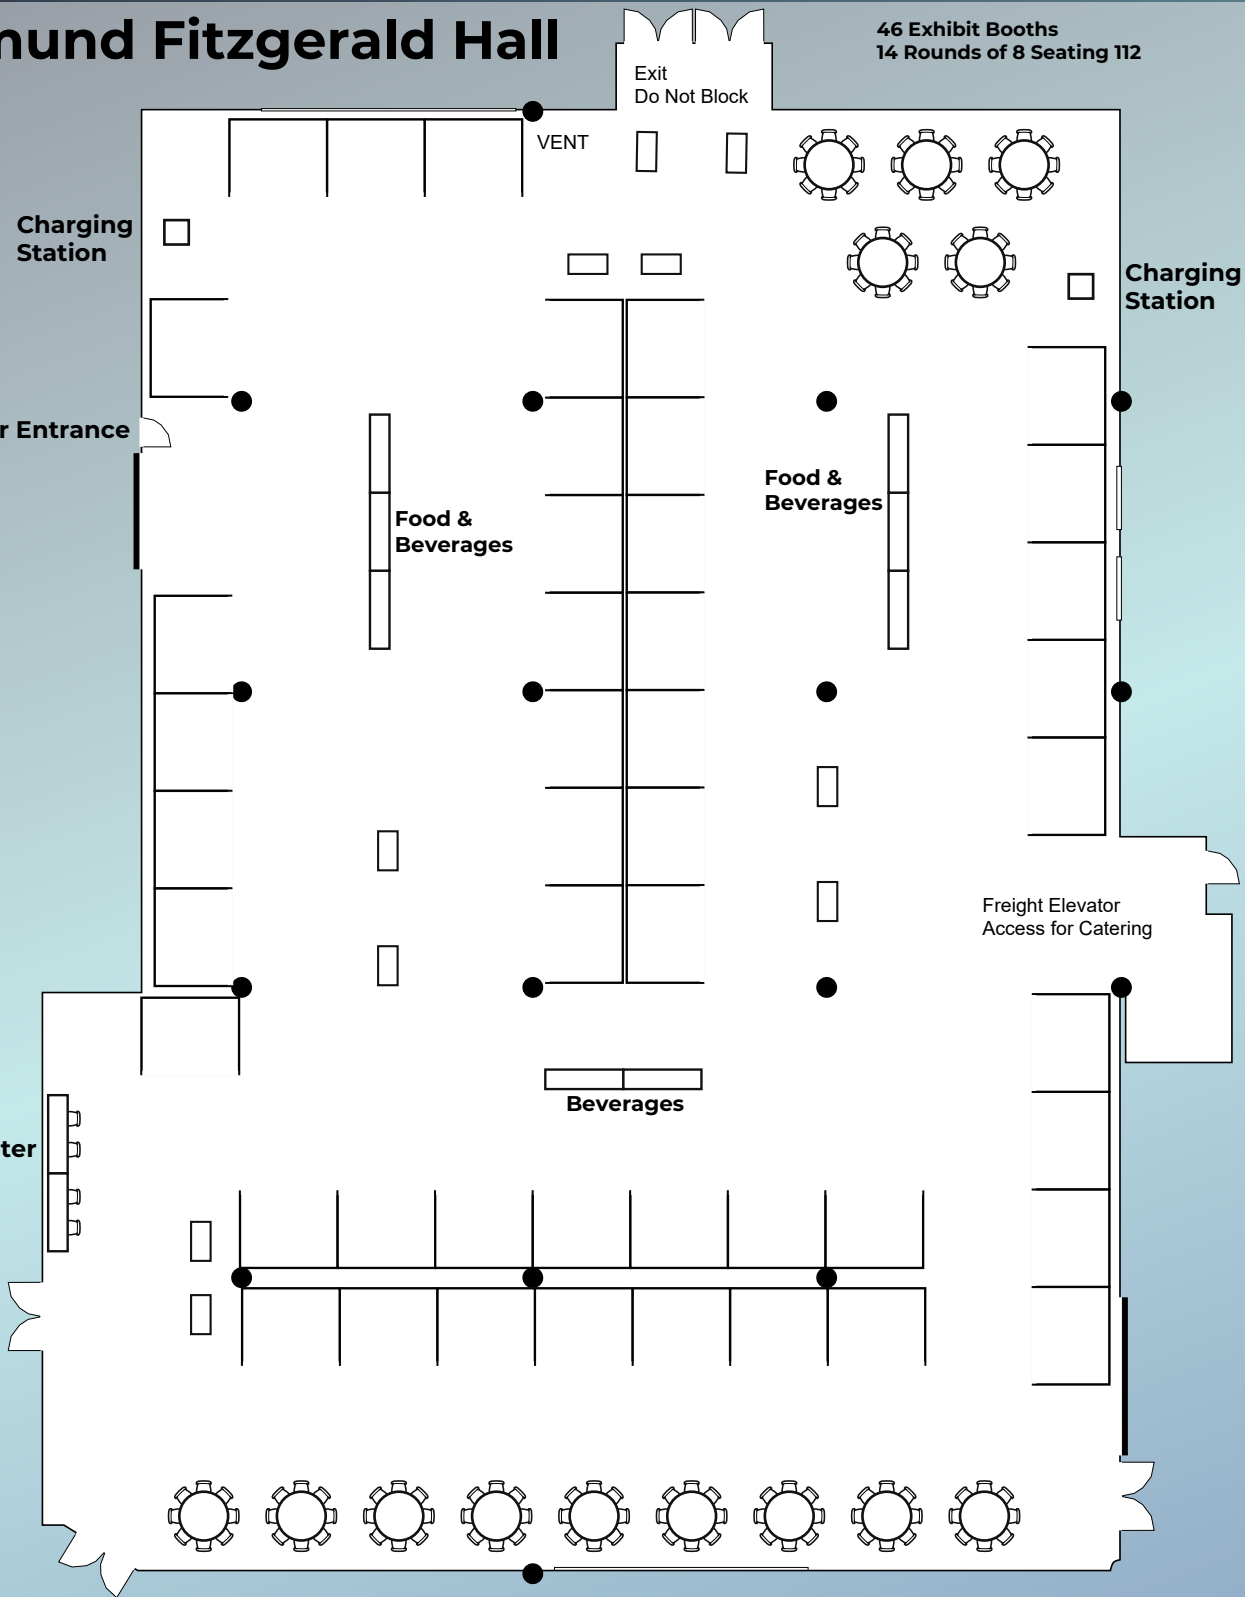 mund Fitzgerald Hall
46 Exhibit Booths
14 Rounds of 8 Seating 112
Exit
Do Not Block
VENT
Charging
Station
Charging
Station
r Entrance
Food &
Beverages
Food &
Beverages
Freight Elevator
Access for Catering
Beverages
ter